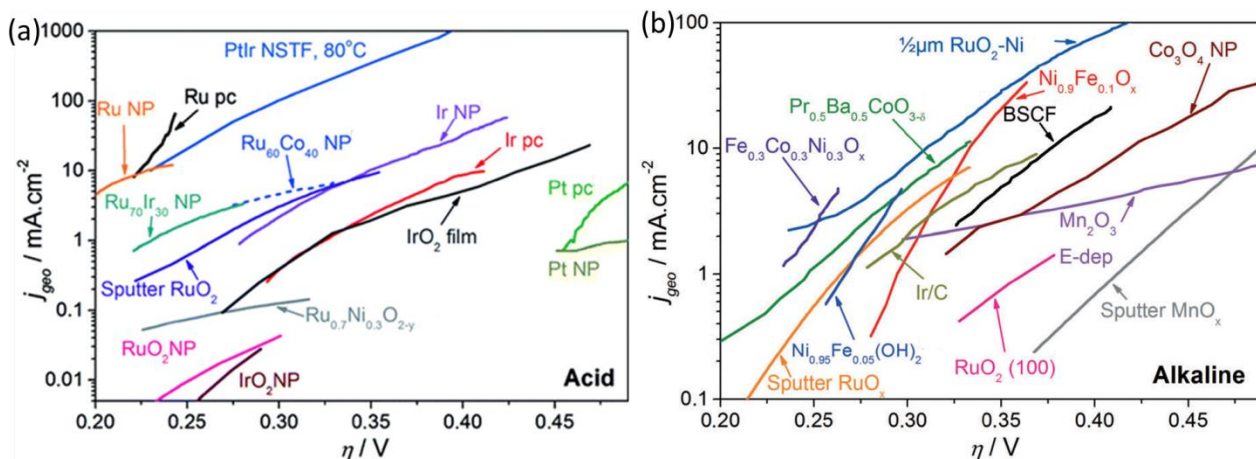 (a)
1000
100
10
1
0.1
0.01
j_geo / mA.cm⁻²
PtIr NSTF, 80°C
Ru NP
Ru pc
Ir NP
Ru₆₀Co₄₀ NP
Ir pc
Ru₇₀Ir₃₀ NP
Pt pc
IrO₂ film
Pt NP
Sputter RuO₂
Ru₀.₇Ni₀.₃O₂₋y
RuO₂NP
IrO₂NP
Acid
0.20 0.25 0.30 0.35 0.40 0.45
η / V
(b)
100
10
1
0.1
j_geo / mA.cm⁻²
½µm RuO₂-Ni
Co₃O₄ NP
Ni₀.₉Fe₀.₁Oₓ
Pr₀.₅Ba₀.₅CoO₃₋δ
BSCF
Fe₀.₃Co₀.₃Ni₀.₃Oₓ
Mn₂O₃
E-dep
Ir/C
Sputter MnOₓ
Ni₀.₉₅Fe₀.₀₅(OH)₂
RuO₂ (100)
Sputter RuOₓ
Alkaline
0.20 0.25 0.30 0.35 0.40 0.45
η / V